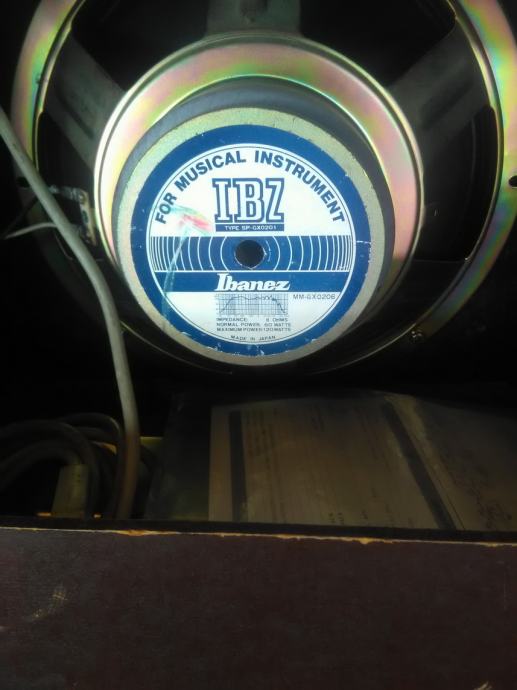 FOR MUSICAL INSTRUMENT
IBZ
TYPE SP-GX0201
Ibanez
MM-GX0206
IMPEDANCE: 8 OHMS
NORMAL POWER: 60 WATTS
MAXIMUM POWER: 120 WATTS
MADE IN JAPAN